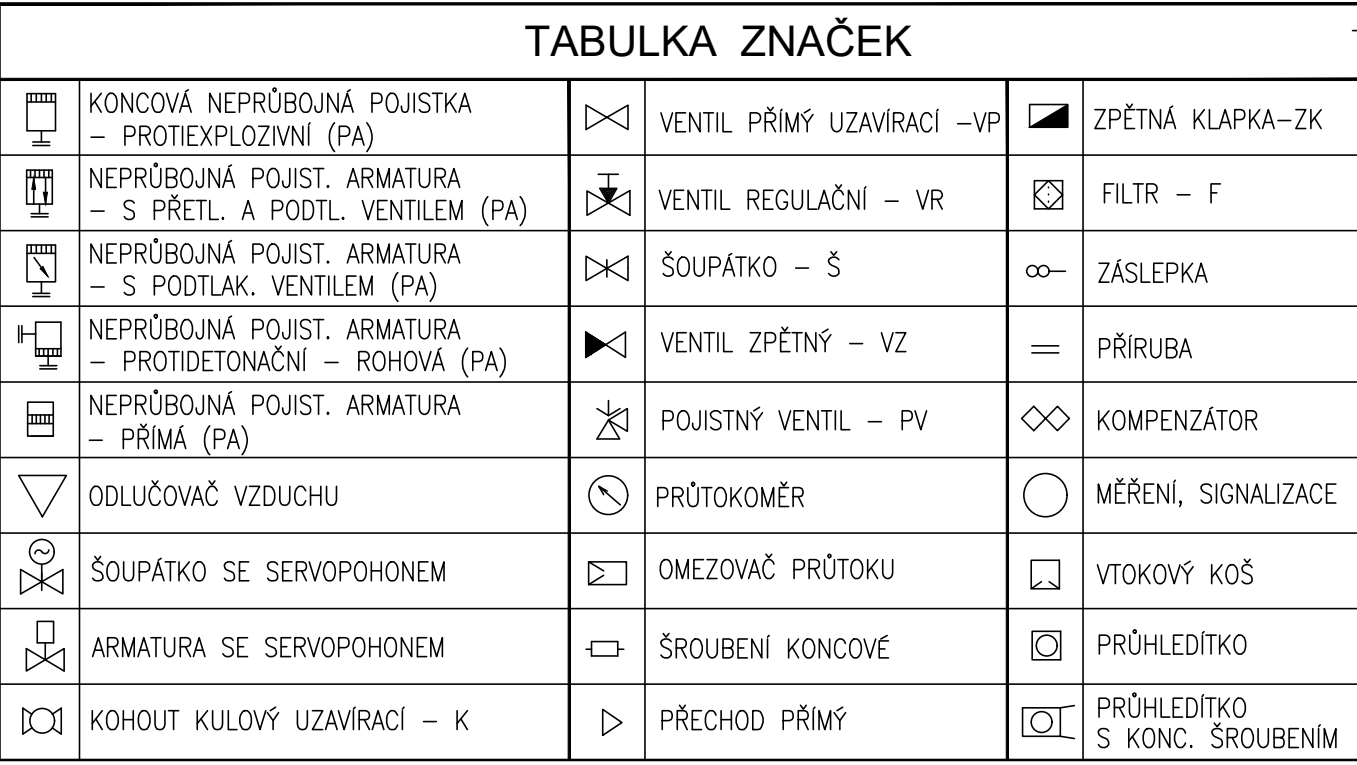 TABULKA ZNAČEK
KONCOVÁ NEPRŮBOJNÁ POJISTKA
– PROTIEXPLOZIVNÍ (PA)
VENTIL PŘÍMÝ UZAVÍRACÍ –VP
ZPĚTNÁ KLAPKA–ZK
NEPRŮBOJNÁ POJIST. ARMATURA
– S PŘETL. A PODTL. VENTILEM (PA)
VENTIL REGULAČNÍ – VR
FILTR – F
NEPRŮBOJNÁ POJIST. ARMATURA
– S PODTLAK. VENTILEM (PA)
ŠOUPÁTKO – Š
ZÁSLEPKA
NEPRŮBOJNÁ POJIST. ARMATURA
– PROTIDETONAČNÍ – ROHOVÁ (PA)
VENTIL ZPĚTNÝ – VZ
PŘÍRUBA
NEPRŮBOJNÁ POJIST. ARMATURA
– PŘÍMÁ (PA)
POJISTNÝ VENTIL – PV
KOMPENZÁTOR
ODLUČOVAČ VZDUCHU
PRŮTOKOMĚR
MĚŘENÍ, SIGNALIZACE
ŠOUPÁTKO SE SERVOPOHONEM
OMEZOVAČ PRŮTOKU
VTOKOVÝ KOŠ
ARMATURA SE SERVOPOHONEM
ŠROUBENÍ KONCOVÉ
PRŮHLEDÍTKO
KOHOUT KULOVÝ UZAVÍRACÍ – K
PŘECHOD PŘÍMÝ
PRŮHLEDÍTKO
S KONC. ŠROUBENÍM